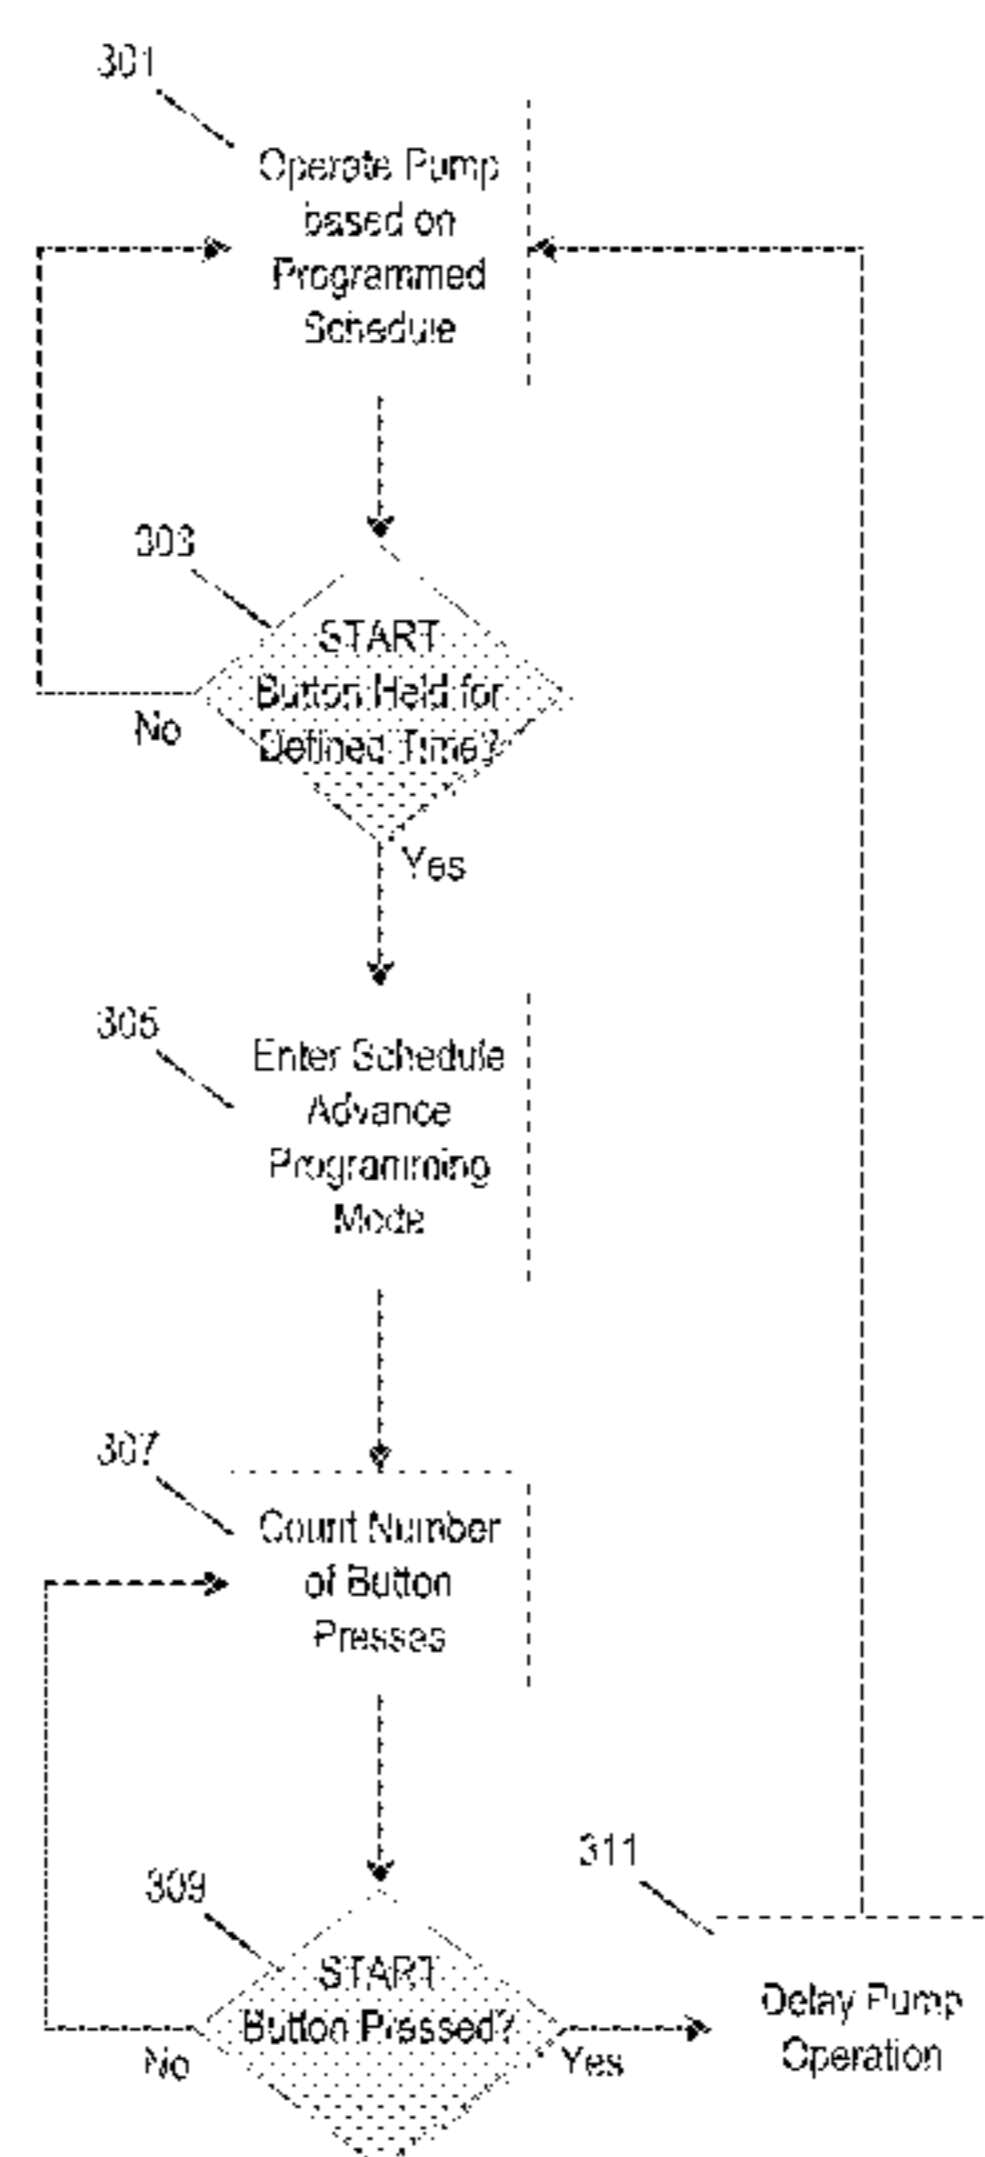 301
Operate Pump
based on
Programmed
Schedule
303
START
Button Held for
Defined Time?
No
Yes
305
Enter Schedule
Advance
Programming
Mode
307
Count Number
of Button
Presses
309
START
Button Pressed?
No
Yes
311
Delay Pump
Operation